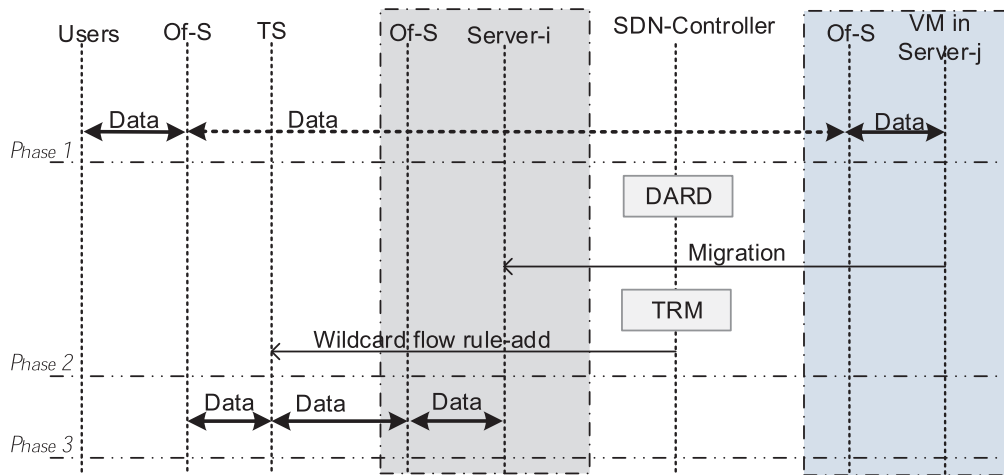 Users Of-S TS Of-S Server-i SDN-Controller Of-S VM in
Server-j
Data Data Data
Phase 1
DARD
Migration
TRM
Wildcard flow rule-add
Phase 2
Data Data Data
Phase 3